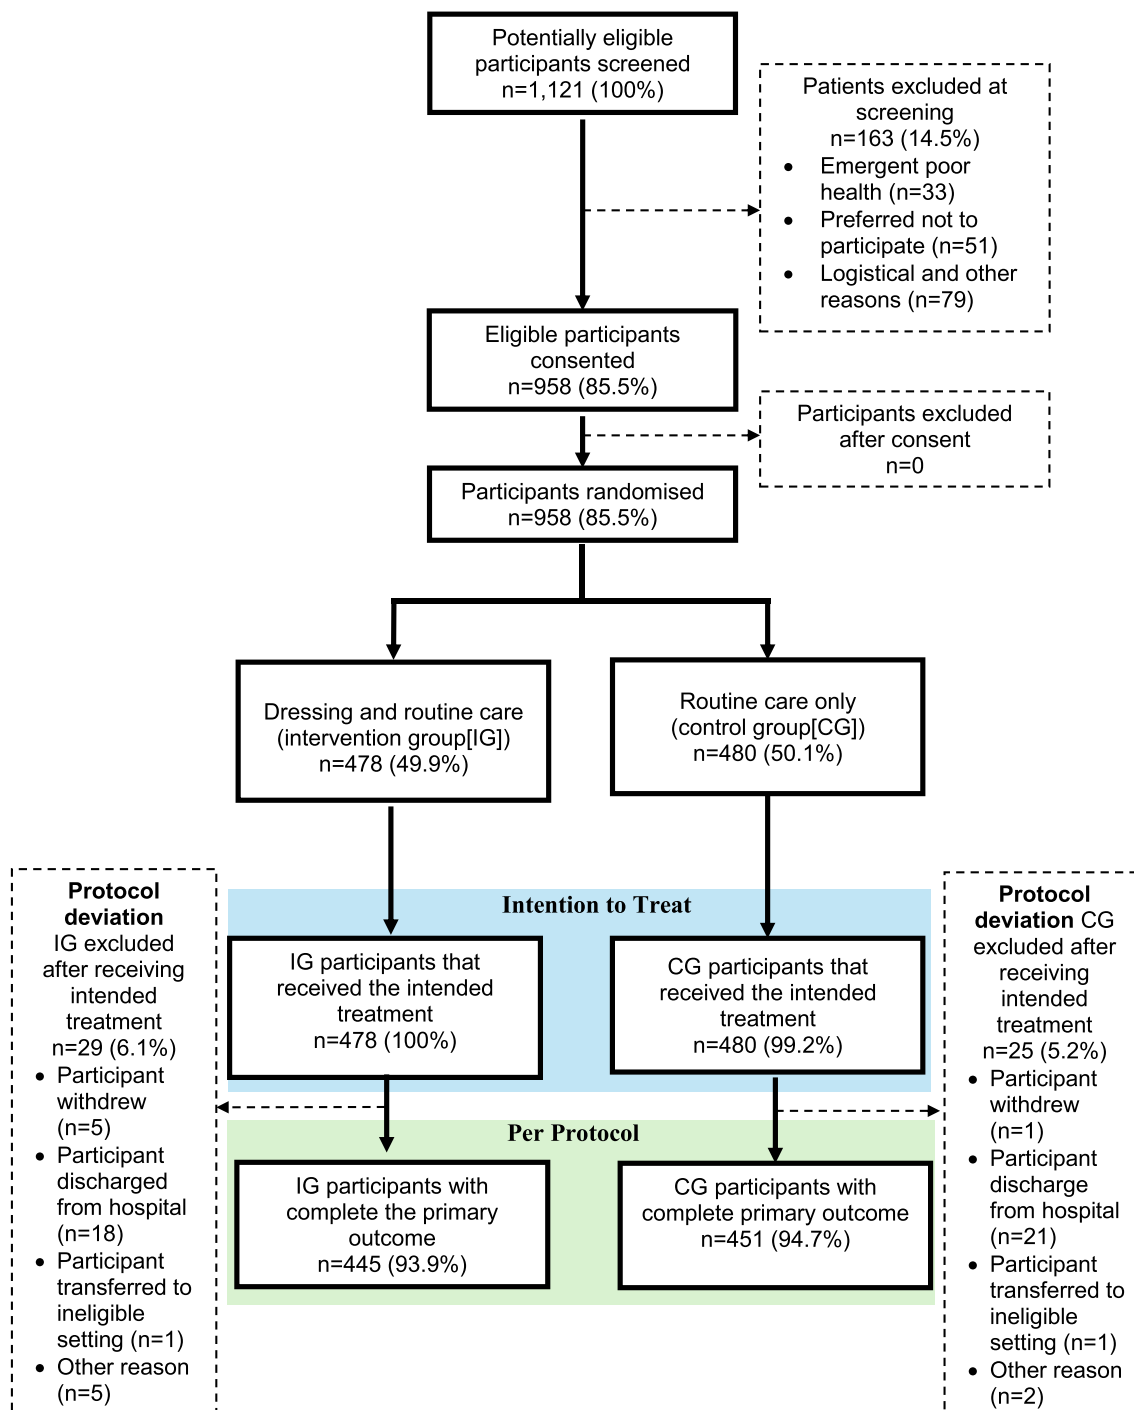 Potentially eligible
participants screened
n=1,121 (100%)
Patients excluded at
screening
n=163 (14.5%)
• Emergent poor
health (n=33)
• Preferred not to
participate (n=51)
• Logistical and other
reasons (n=79)
Eligible participants
consented
n=958 (85.5%)
Participants excluded
after consent
n=0
Participants randomised
n=958 (85.5%)
Dressing and routine care
(intervention group[IG])
n=478 (49.9%)
Routine care only
(control group[CG])
n=480 (50.1%)
Protocol
deviation
IG excluded
after receiving
intended
treatment
n=29 (6.1%)
• Participant
withdrew
(n=5)
• Participant
discharged
from hospital
(n=18)
• Participant
transferred to
ineligible
setting (n=1)
• Other reason
(n=5)
Intention to Treat
IG participants that
received the intended
treatment
n=478 (100%)
CG participants that
received the intended
treatment
n=480 (99.2%)
Per Protocol
IG participants with
complete the primary
outcome
n=445 (93.9%)
CG participants with
complete primary outcome
n=451 (94.7%)
Protocol
deviation CG
excluded after
receiving
intended
treatment
n=25 (5.2%)
• Participant
withdrew
(n=1)
• Participant
discharge
from hospital
(n=21)
• Participant
transferred to
ineligible
setting (n=1)
• Other reason
(n=2)